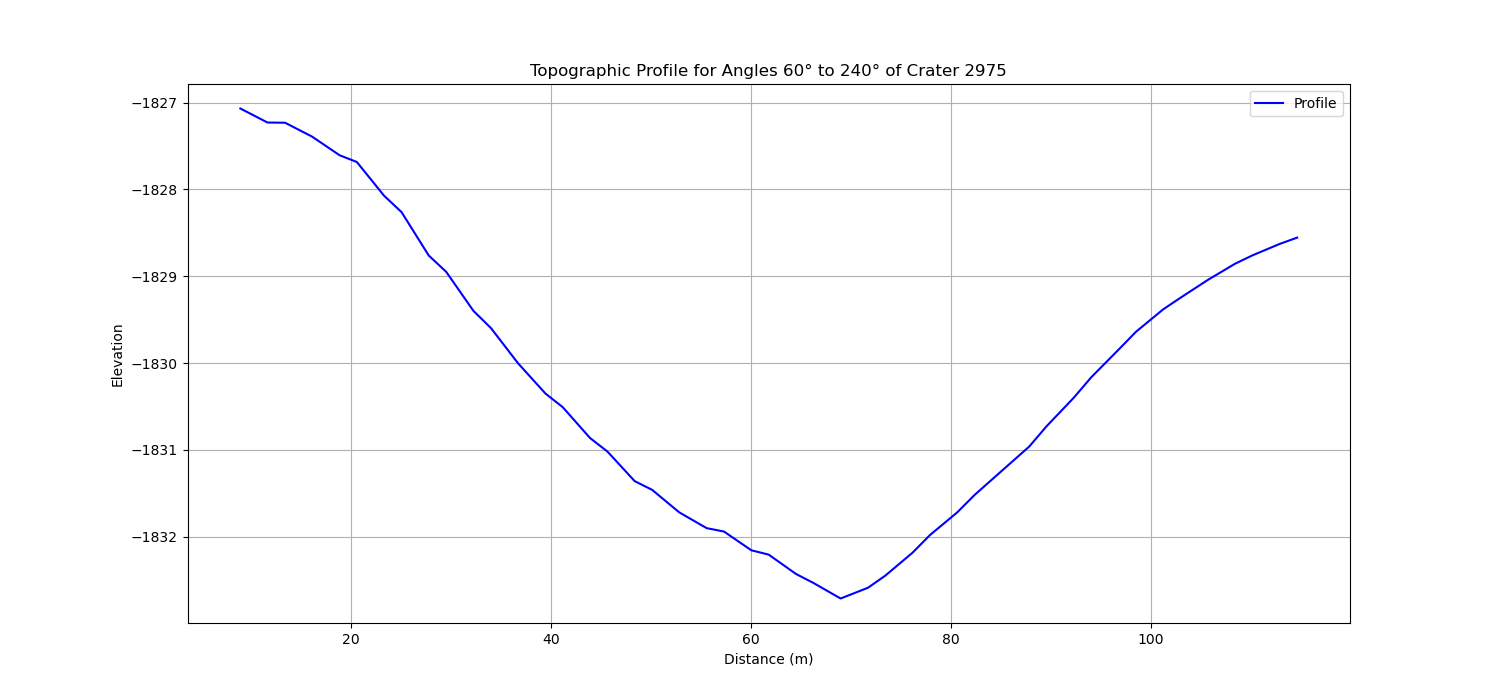 Topographic Profile for Angles 60° to 240° of Crater 2975
Profile
−1827
−1828
−1829
−1830
−1831
−1832
Elevation
20
40
60
80
100
Distance (m)